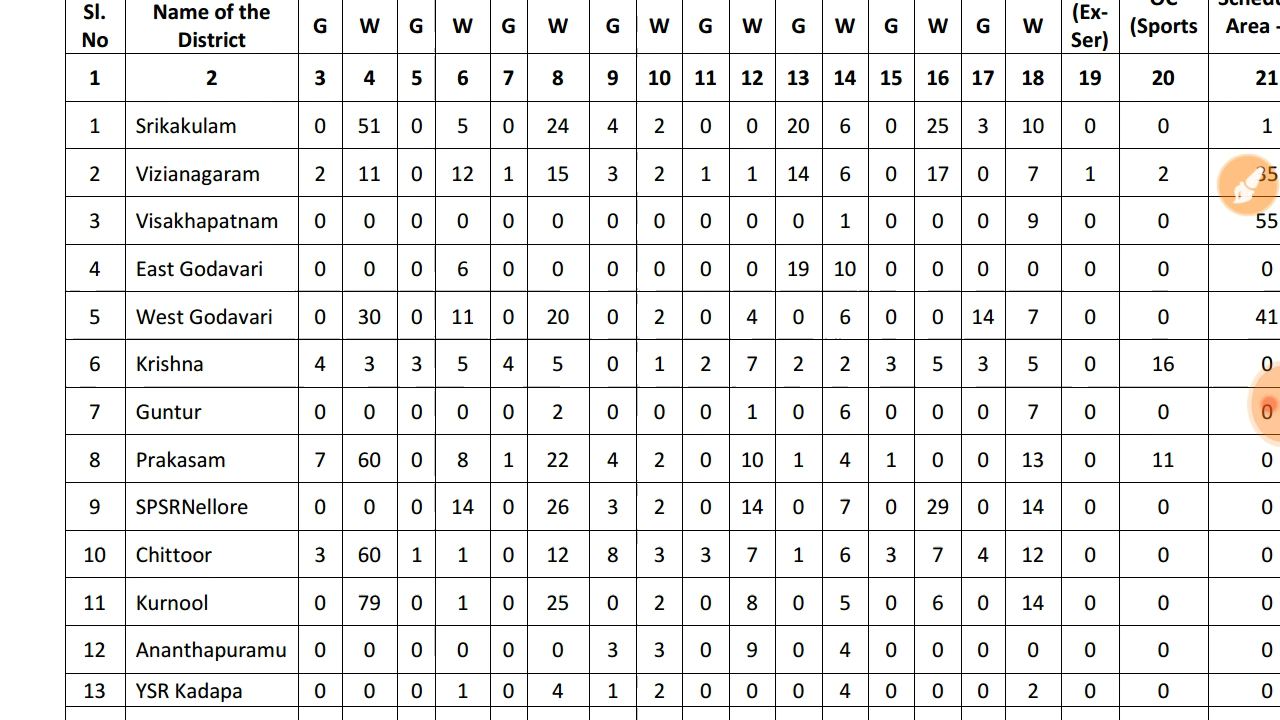 Sl. No Name of the District G W G W G W G W G W G W G W G W (Ex-Ser) (Sports Area -
1 2 3 4 5 6 7 8 9 10 11 12 13 14 15 16 17 18 19 20 21
1 Srikakulam 0 51 0 5 0 24 4 2 0 0 20 6 0 25 3 10 0 0 1
2 Vizianagaram 2 11 0 12 1 15 3 2 1 1 14 6 0 17 0 7 1 2 35
3 Visakhapatnam 0 0 0 0 0 0 0 0 0 0 0 1 0 0 0 9 0 0 55
4 East Godavari 0 0 0 6 0 0 0 0 0 0 19 10 0 0 0 0 0 0 0
5 West Godavari 0 30 0 11 0 20 0 2 0 4 0 6 0 0 14 7 0 0 41
6 Krishna 4 3 3 5 4 5 0 1 2 7 2 2 3 5 3 5 0 16 0
7 Guntur 0 0 0 0 0 2 0 0 0 1 0 6 0 0 0 7 0 0 0
8 Prakasam 7 60 0 8 1 22 4 2 0 10 1 4 1 0 0 13 0 11 0
9 SPSRNellore 0 0 0 14 0 26 3 2 0 14 0 7 0 29 0 14 0 0 0
10 Chittoor 3 60 1 1 0 12 8 3 3 7 1 6 3 7 4 12 0 0 0
11 Kurnool 0 79 0 1 0 25 0 2 0 8 0 5 0 6 0 14 0 0 0
12 Ananthapuramu 0 0 0 0 0 0 3 3 0 9 0 4 0 0 0 0 0 0 0
13 YSR Kadapa 0 0 0 1 0 4 1 2 0 0 0 4 0 0 0 2 0 0 0